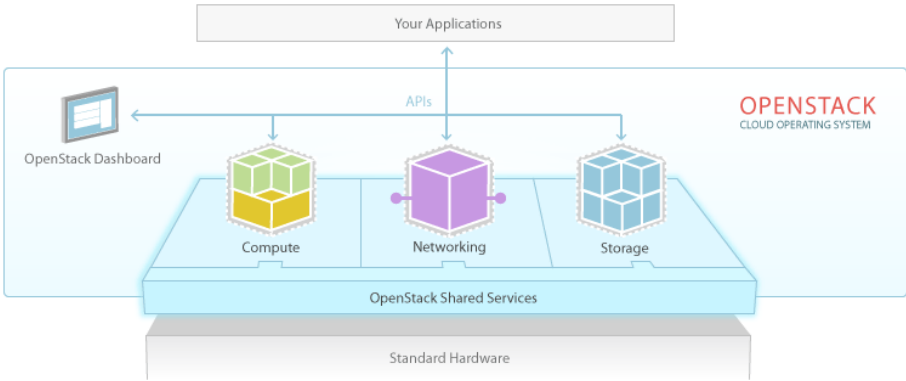 Your Applications
APIs
OPENSTACK
CLOUD OPERATING SYSTEM
OpenStack Dashboard
Compute
Networking
Storage
OpenStack Shared Services
Standard Hardware